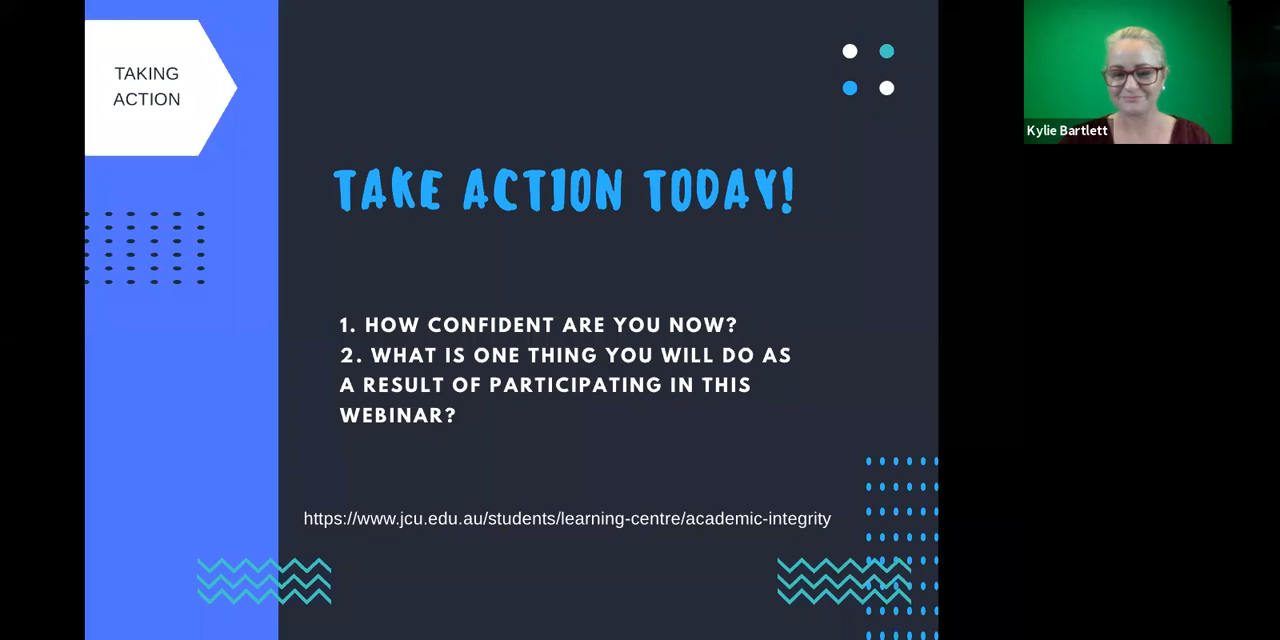 TAKING
ACTION
TAKE ACTION TODAY!
Kylie Bartlett
1. HOW CONFIDENT ARE YOU NOW?
2. WHAT IS ONE THING YOU WILL DO AS
A RESULT OF PARTICIPATING IN THIS
WEBINAR?
https://www.jcu.edu.au/students/learning-centre/academic-integrity